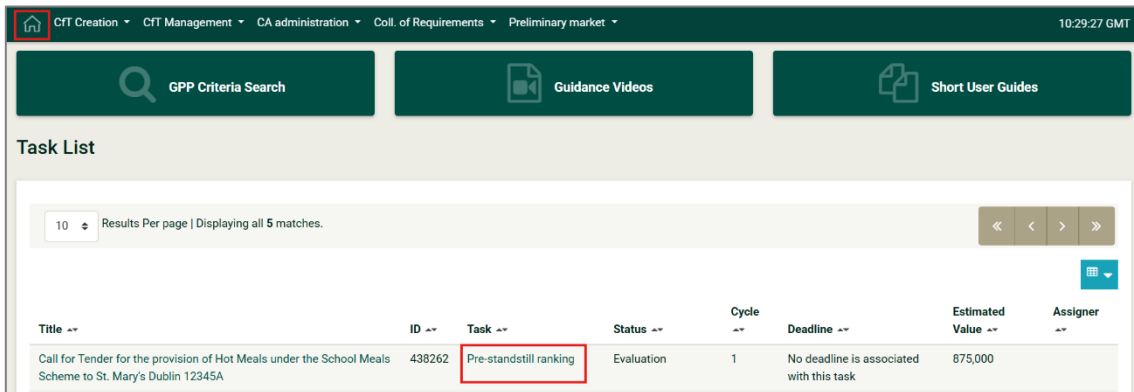 CfT Creation CfT Management CA administration Coll. of Requirements Preliminary market 10:29:27 GMT
GPP Criteria Search Guidance Videos Short User Guides
Task List
10 Results Per page | Displaying all 5 matches.
« < > »
Title ID Task Status Cycle Deadline Estimated Value Assigner
Call for Tender for the provision of Hot Meals under the School Meals 438262 Pre-standstill ranking Evaluation 1 No deadline is associated 875,000
Scheme to St. Mary's Dublin 12345A with this task